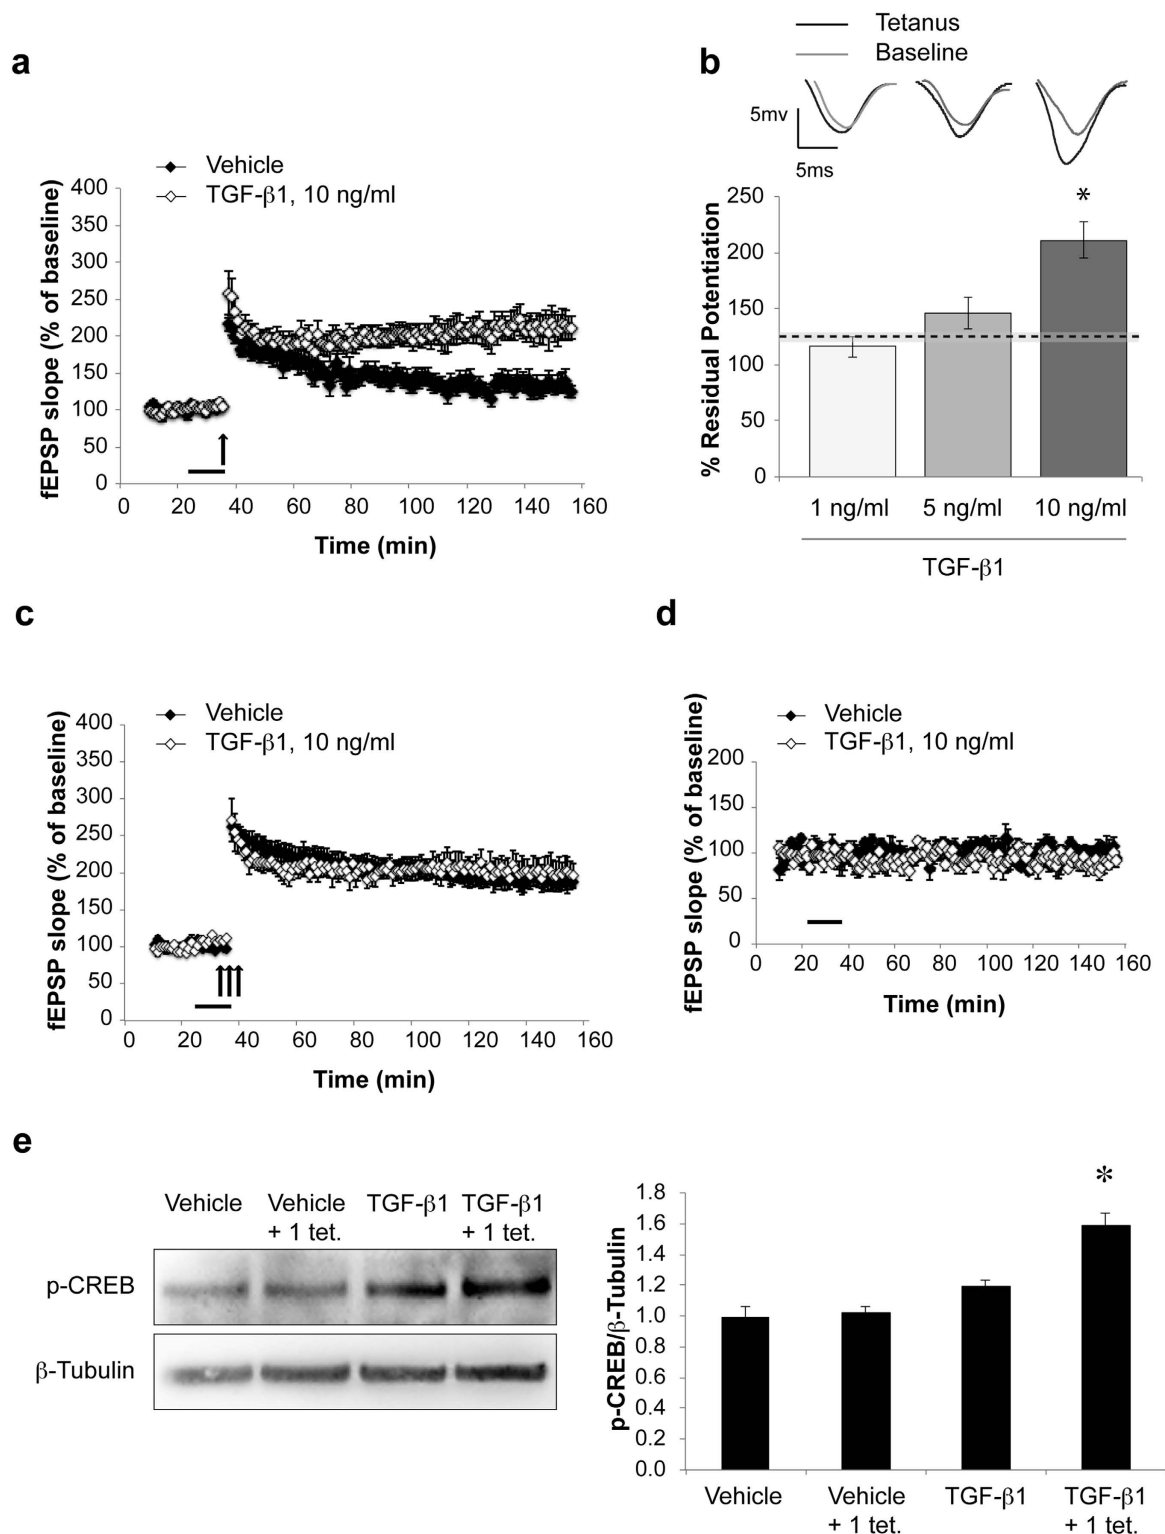 a
Vehicle
TGF-β1, 10 ng/ml
400
350
300
250
200
150
100
50
0
fEPSP slope (% of baseline)
0 20 40 60 80 100 120 140 160
Time (min)
b
Tetanus
Baseline
5mv
5ms
250
200
150
100
50
0
% Residual Potentiation
*
1 ng/ml 5 ng/ml 10 ng/ml
TGF-β1
c
Vehicle
TGF-β1, 10 ng/ml
400
350
300
250
200
150
100
50
0
fEPSP slope (% of baseline)
0 20 40 60 80 100 120 140 160
Time (min)
d
Vehicle
TGF-β1, 10 ng/ml
200
150
100
50
0
fEPSP slope (% of baseline)
0 20 40 60 80 100 120 140 160
Time (min)
e
Vehicle Vehicle TGF-β1 TGF-β1
+ 1 tet. + 1 tet.
p-CREB
β-Tubulin
1.8
1.6
1.4
1.2
1.0
0.8
0.6
0.4
0.2
0.0
p-CREB/β-Tubulin
*
Vehicle Vehicle TGF-β1 TGF-β1
+ 1 tet. + 1 tet.